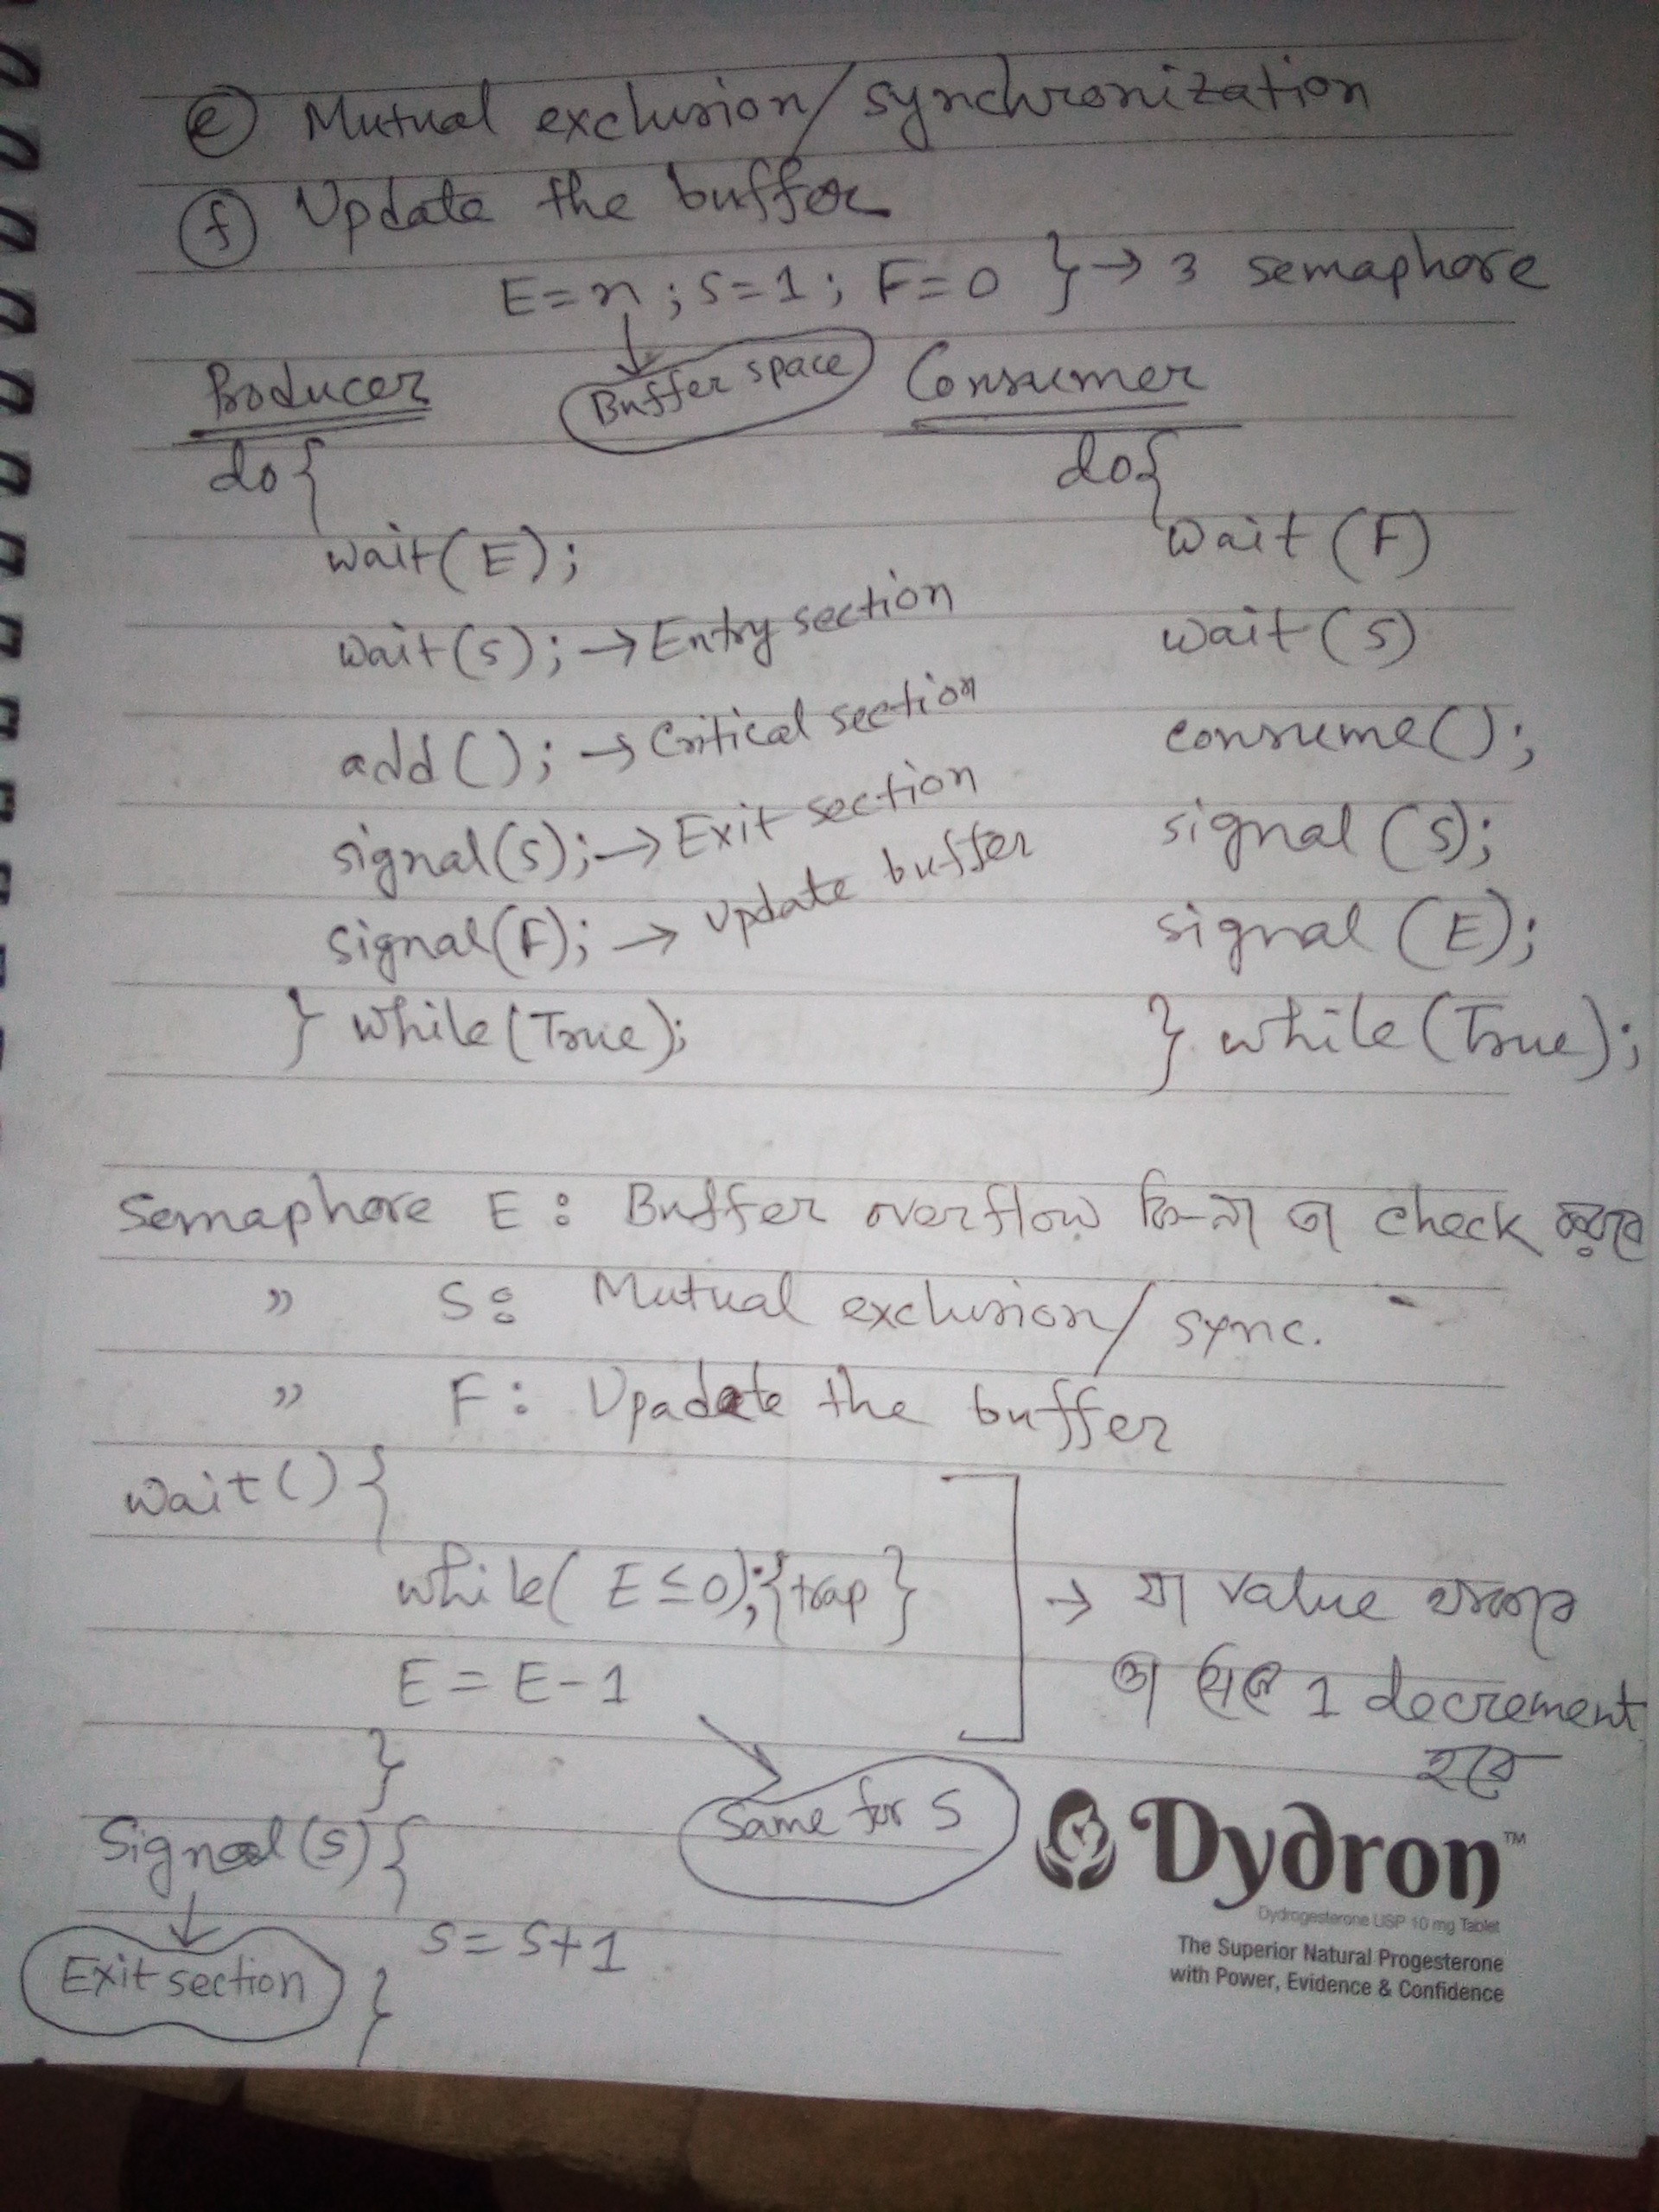 e Mutual exclusion/synchronization
f Update the buffer
E=n; S=1; F=0 } → 3 semaphore
Buffer space
Producer
do{
wait(E);
wait(s); → Entry section
add(); → Critical section
signal(s); → Exit section
signal(F); → update buffer
} while(True);
Consumer
do{
wait(F)
wait(s)
consume();
signal(s);
signal(E);
} while(True);
Semaphore E: Buffer overflow কি-না তা check করবে
" S: Mutual exclusion/sync.
" F: Upadate the buffer
wait(){
while(E≤0);{trap}
E=E-1
}
→ যা value থাকবে
তা থেকে 1 decrement
হবে
Same for S
Signal(s){
S=S+1
}
Exit section
Dydron™
Dydrogesterone USP 10 mg Tablet
The Superior Natural Progesterone
with Power, Evidence & Confidence